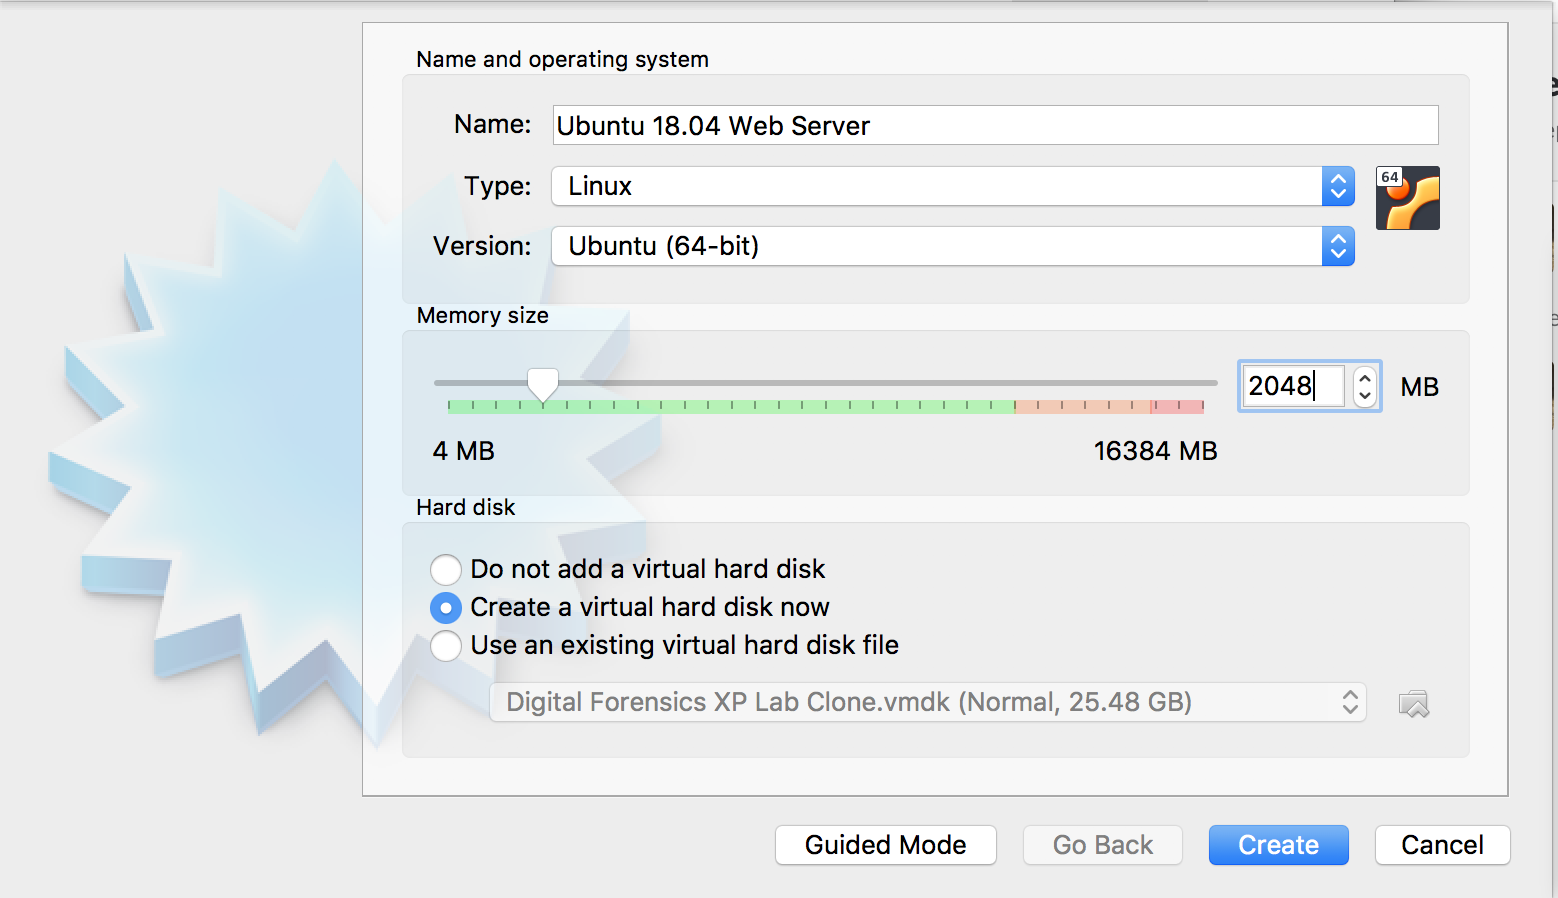 Name and operating system
Name: Ubuntu 18.04 Web Server
Type: Linux
64
Version: Ubuntu (64-bit)
Memory size
2048 MB
4 MB 16384 MB
Hard disk
Do not add a virtual hard disk
Create a virtual hard disk now
Use an existing virtual hard disk file
Digital Forensics XP Lab Clone.vmdk (Normal, 25.48 GB)
Guided Mode Go Back Create Cancel